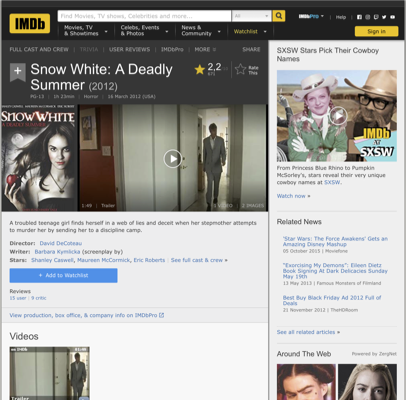 IMDb
Find Movies, TV shows, Celebrities and more...
All
IMDbPro
Help
Movies, TV
& Showtimes
Celebs, Events
& Photos
News &
Community
Watchlist
Sign in
FULL CAST AND CREW | TRIVIA | USER REVIEWS | IMDbPro | MORE
SHARE
Snow White: A Deadly
Summer (2012)
2,2
Rate
This
PG-13 | 1h 23min | Horror | 16 March 2012 (USA)
SNOW WHITE
1:49 | Trailer
2 IMAGES
A troubled teenage girl finds herself in a web of lies and deceit when her stepmother attempts
to murder her by sending her to a discipline camp.
Director: David DeCoteau
Writer: Barbara Kymlicka (screenplay by)
Stars: Stanley Caswell, Maureen McCormick, Eric Roberts | See full cast & crew »
+ Add to Watchlist
Reviews
15 user | 9 critic
View production, box office, & company info on IMDbPro
Videos
Trailer
SXSW Stars Pick Their Cowboy
Names
IMDb
AT
SXSW
From Princess Blue Rhino to Pumpkin
McSorley's, stars reveal their very
unique cowboy names at SXSW.
Watch now »
Related News
'Star Wars: The Force Awakens' Gets an
Amazing Disney Mashup
05 October 2015 | Moviefone
"Exorcising My Demons": Eileen Dietz
Book Signing At Dark Delicacies Sunday
May 19th
13 May 2013 | Famous Monsters of Filmland
Best Buy Black Friday Ad 2012 Full of
Deals
21 November 2012 | TheHDRoom
See all related articles »
Around The Web | Powered by ZergNet